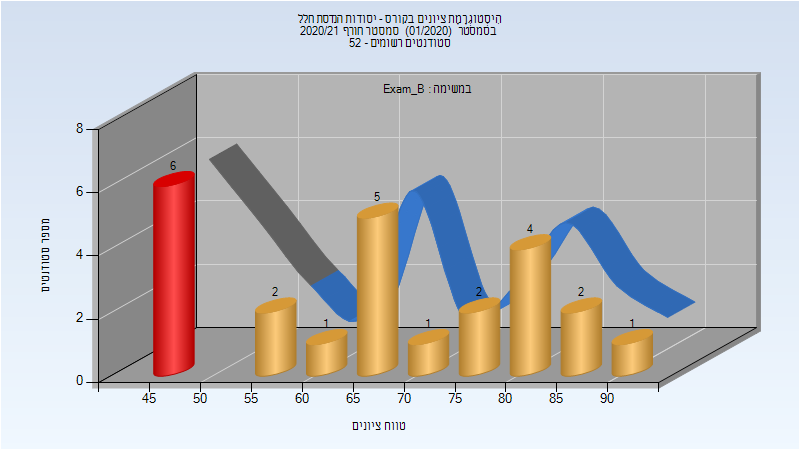 היסטוגרמת ציונים בקורס - יסודות הנדסת חלל
בסמסטר (01/2020) סמסטר חורף 2020/21
סטודנטים רשומים - 52
במשימה : Exam_B
מספר סטודנטים
8
6
4
2
0
6
2
1
5
1
2
4
2
1
45 50 55 60 65 70 75 80 85 90
טווח ציונים